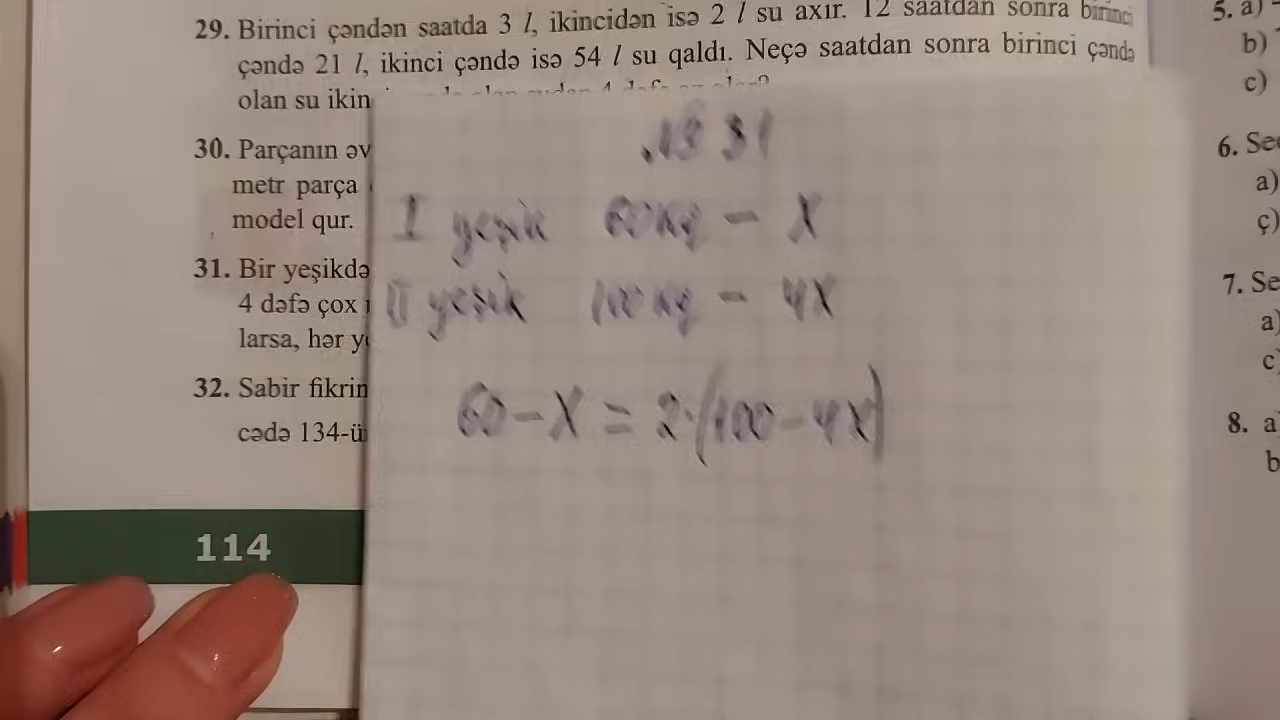 29. Birinci çəndən saatda 3 l, ikincidən isə 2 l su axır. 12 saatdan sonra birinci
çəndə 21 l, ikinci çəndə isə 54 l su qaldı. Neçə saatdan sonra birinci çəndə
olan su ikin
30. Parçanın əv
metr parça
model qur.
31. Bir yeşikdə
4 dəfə çox
larsa, hər y
32. Sabir fikrin
cədə 134-ü
114
№ 31
I yeşik 60 kg - X
II yeşik 100 kg - 4X
60 - X = 2·(100 - 4X)
5. a)
b)
c)
6. Se
a)
ç)
7. Se
a)
c
8. a
b